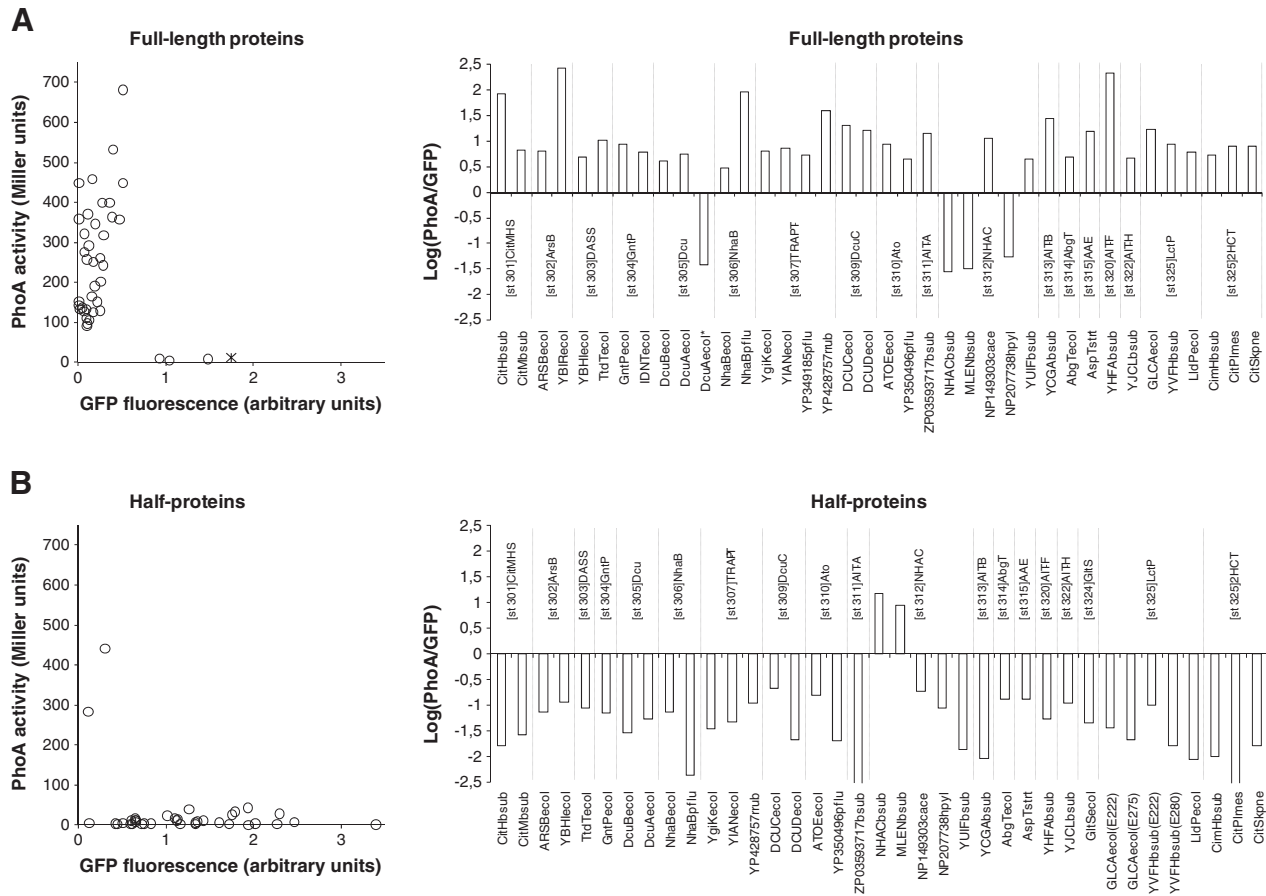 A
Full-length proteins
PhoA activity (Miller units)
700
600
500
400
300
200
100
0
0
1
2
3
GFP fluorescence (arbitrary units)
Full-length proteins
Log(PhoA/GFP)
2,5
2
1,5
1
0,5
0
-0,5
-1
-1,5
-2
-2,5
[st 301]CitMHS
[st 302]ArsB
[st 303]DASS
[st 304]GntP
[st 305]Dcu
[st 306]NhaB
[st 307]TRAPT
[st 309]DcuC
[st 310]Ato
[st 311]AITA
[st 312]NHAC
[st 313]AITB
[st 314]AbgT
[st 315]AAE
[st 320]AITF
[st 322]AITH
[st 325]LctP
[st 325]2HCT
CitHbsub
CitMbsub
ARSBecol
YBIRecol
YBHIecol
TtdTecol
GntPecol
IDNTecol
DcuBecol
DcuAecol
DcuAecol*
NhaBecol
NhaBpflu
YgiKecol
YIANecol
YP349185pflu
YP428757rrub
DCUCecol
DCUDecol
ATOEecol
YP350496pflu
ZP03593717bsub
NHACbsub
MLENbsub
NP149303cace
NP207738hpyl
YUIFbsub
YCGAbsub
AbgTecol
AspTstrt
YHFAbsub
YJCLbsub
GLCAecol
YVFHbsub
LldPecol
CimHbsub
CitPlmes
CitSkpne
B
Half-proteins
PhoA activity (Miller units)
700
600
500
400
300
200
100
0
0
1
2
3
GFP fluorescence (arbitrary units)
Half-proteins
Log(PhoA/GFP)
2,5
2
1,5
1
0,5
0
-0,5
-1
-1,5
-2
-2,5
[st 301]CitMHS
[st 302]ArsB
[st 303]DASS
[st 304]GntP
[st 305]Dcu
[st 306]NhaB
[st 307]TRAPT
[st 309]DcuC
[st 310]Ato
[st 311]AITA
[st 312]NHAC
[st 313]AITB
[st 314]AbgT
[st 315]AAE
[st 320]AITF
[st 322]AITH
[st 324]GltS
[st 325]LctP
[st 325]2HCT
CitHbsub
CitMbsub
ARSBecol
YBHIecol
TtdTecol
GntPecol
DcuBecol
DcuAecol
NhaBecol
NhaBpflu
YgiKecol
YIANecol
YP428757rrub
DCUCecol
DCUDecol
ATOEecol
YP350496pflu
ZP03593717bsub
NHACbsub
MLENbsub
NP149303cace
NP207738hpyl
YUIFbsub
YCGAbsub
AbgTecol
AspTstrt
YHFAbsub
YJCLbsub
GltSecol
GLCAecol(E222)
GLCAecol(E275)
YVFHbsub(E222)
YVFHbsub(E280)
LldPecol
CimHbsub
CitPlmes
CitSkpne